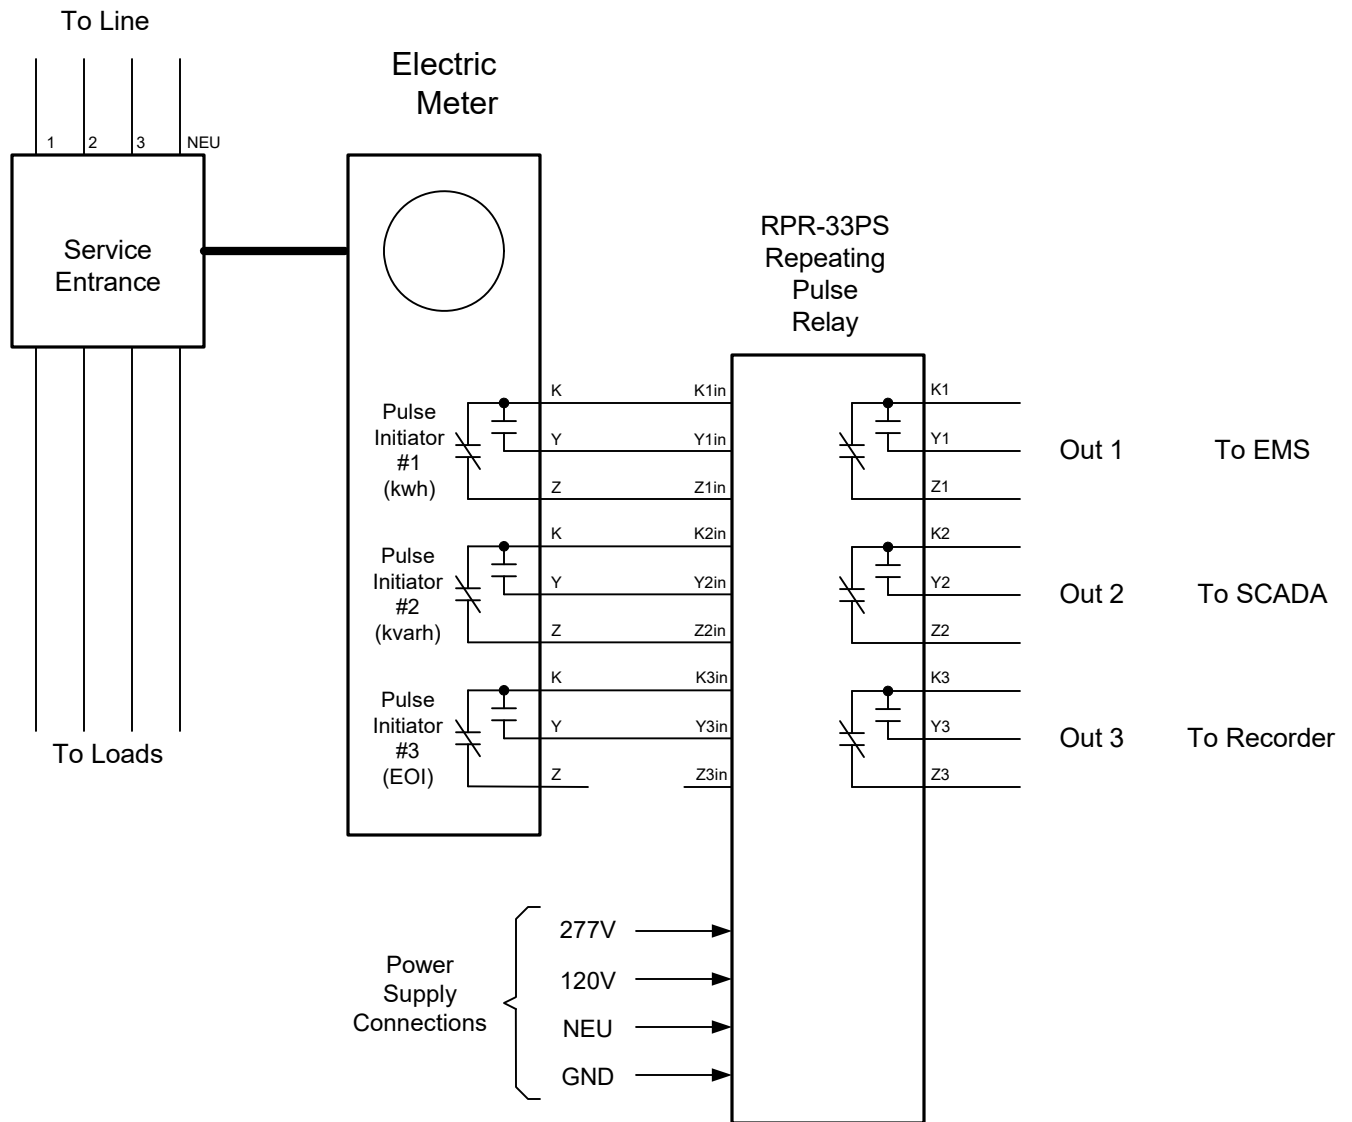 To Line
1 2 3 NEU
Service
Entrance
To Loads
Electric
Meter
Pulse
Initiator
#1
(kwh)
K
Y
Z
Pulse
Initiator
#2
(kvarh)
K
Y
Z
Pulse
Initiator
#3
(EOI)
K
Y
Z
RPR-33PS
Repeating
Pulse
Relay
K1in
Y1in
Z1in
K2in
Y2in
Z2in
K3in
Y3in
Z3in
K1
Y1
Z1
Out 1 To EMS
K2
Y2
Z2
Out 2 To SCADA
K3
Y3
Z3
Out 3 To Recorder
Power
Supply
Connections
277V
120V
NEU
GND